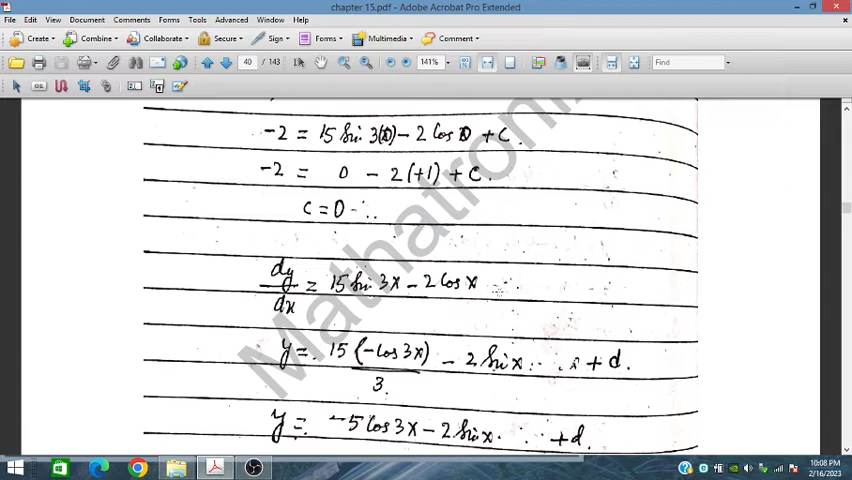 chapter 15.pdf - Adobe Acrobat Pro Extended
File Edit View Document Comments Forms Tools Advanced Window Help
Create Combine Collaborate Secure Sign Forms Multimedia Comment
40 / 143 141% Find
-2 = 15 Sin 3(0) - 2 Cos 0 + C.
-2 = 0 - 2(+1) + C.
C = 0
dy/dx = 15 Sin 3x - 2 Cos x
y = 15 (-Cos 3x)/3 - 2 Sin x + d.
y = -5 Cos 3x - 2 Sin x + d.
Mathatroni
10:08 PM
2/16/2023